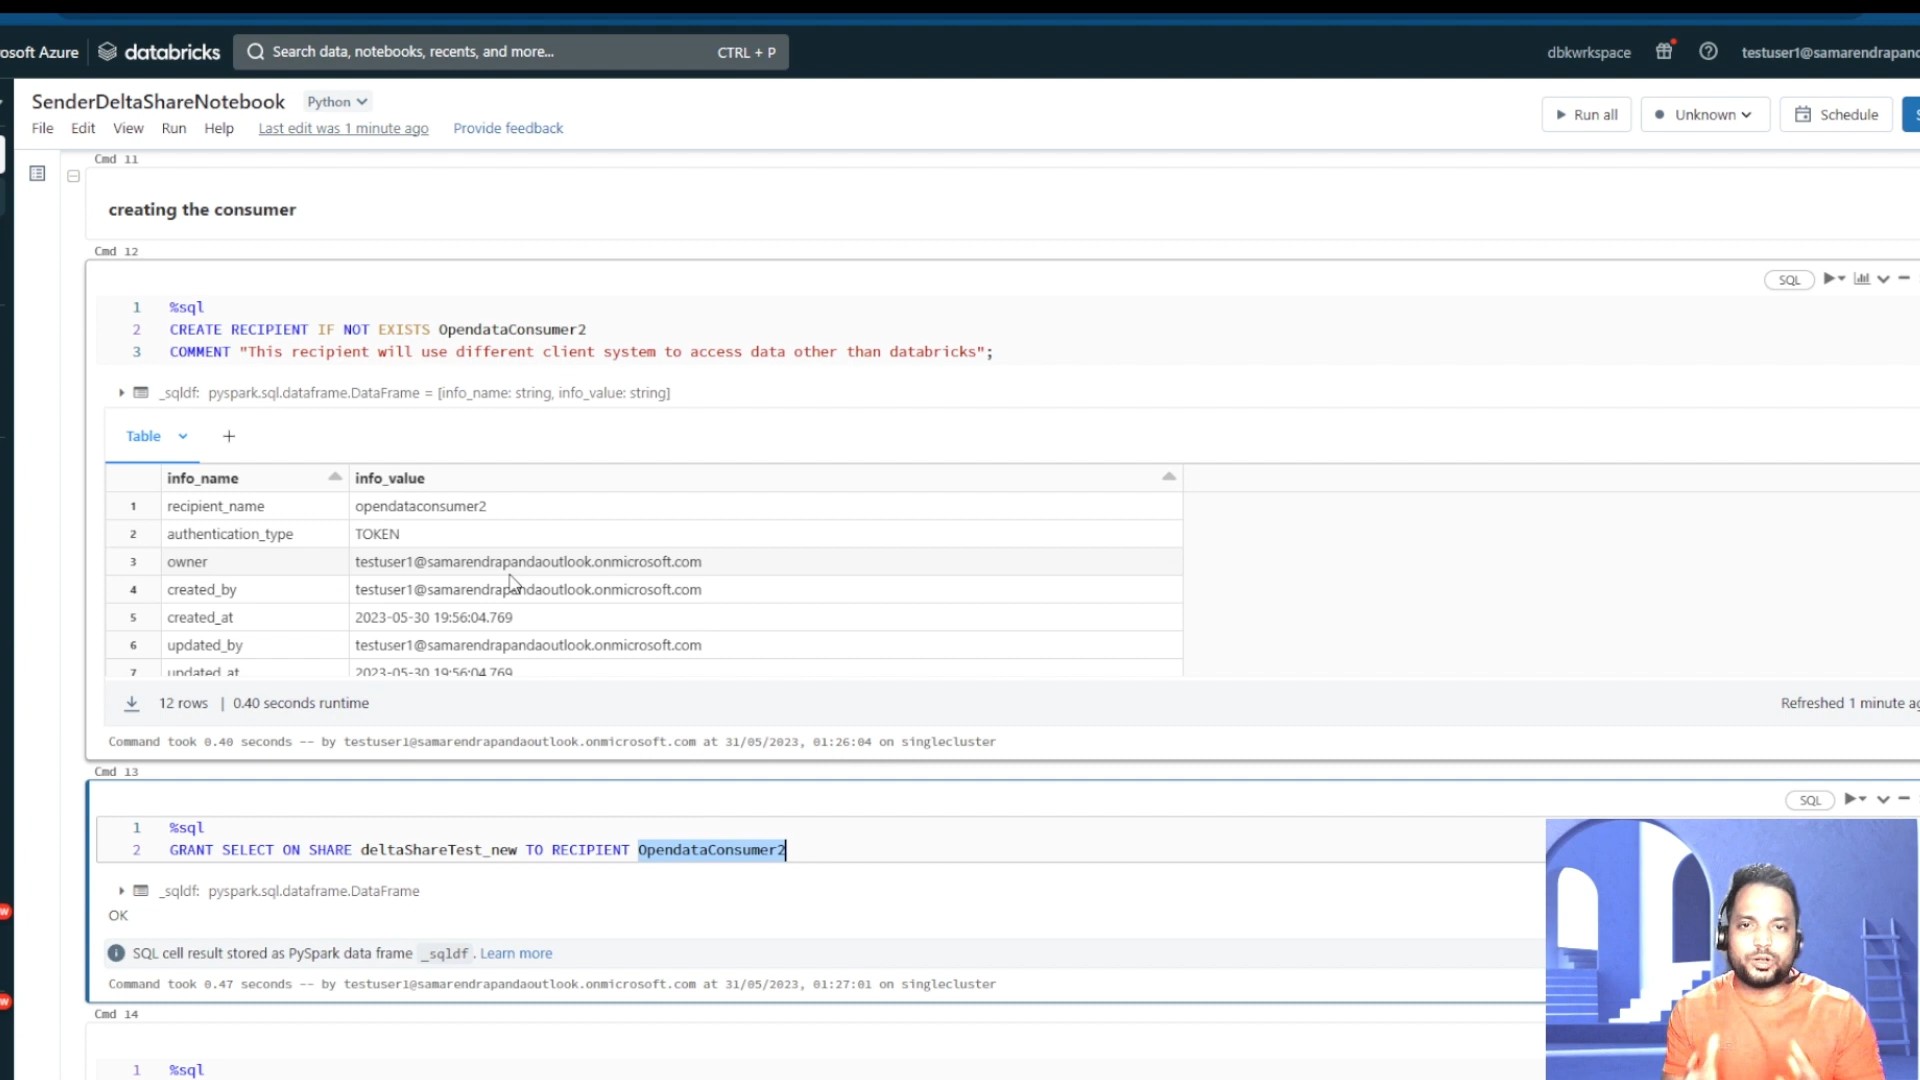 osoft Azure databricks Search data, notebooks, recents, and more... CTRL + P dbkwrkspace testuser1@samarendrapand
SenderDeltaShareNotebook Python
File Edit View Run Help Last edit was 1 minute ago Provide feedback Run all Unknown Schedule
Cmd 11
creating the consumer
Cmd 12
SQL
1 %sql
2 CREATE RECIPIENT IF NOT EXISTS OpendataConsumer2
3 COMMENT "This recipient will use different client system to access data other than databricks";
_sqldf: pyspark.sql.dataframe.DataFrame = [info_name: string, info_value: string]
Table +
info_name info_value
1 recipient_name opendataconsumer2
2 authentication_type TOKEN
3 owner testuser1@samarendrapandaoutlook.onmicrosoft.com
4 created_by testuser1@samarendrapandaoutlook.onmicrosoft.com
5 created_at 2023-05-30 19:56:04.769
6 updated_by testuser1@samarendrapandaoutlook.onmicrosoft.com
7 updated_at 2023-05-30 19:56:04.769
12 rows | 0.40 seconds runtime Refreshed 1 minute ag
Command took 0.40 seconds -- by testuser1@samarendrapandaoutlook.onmicrosoft.com at 31/05/2023, 01:26:04 on singlecluster
Cmd 13
SQL
1 %sql
2 GRANT SELECT ON SHARE deltaShareTest_new TO RECIPIENT OpendataConsumer2
_sqldf: pyspark.sql.dataframe.DataFrame
OK
SQL cell result stored as PySpark data frame _sqldf. Learn more
Command took 0.47 seconds -- by testuser1@samarendrapandaoutlook.onmicrosoft.com at 31/05/2023, 01:27:01 on singlecluster
Cmd 14
1 %sql